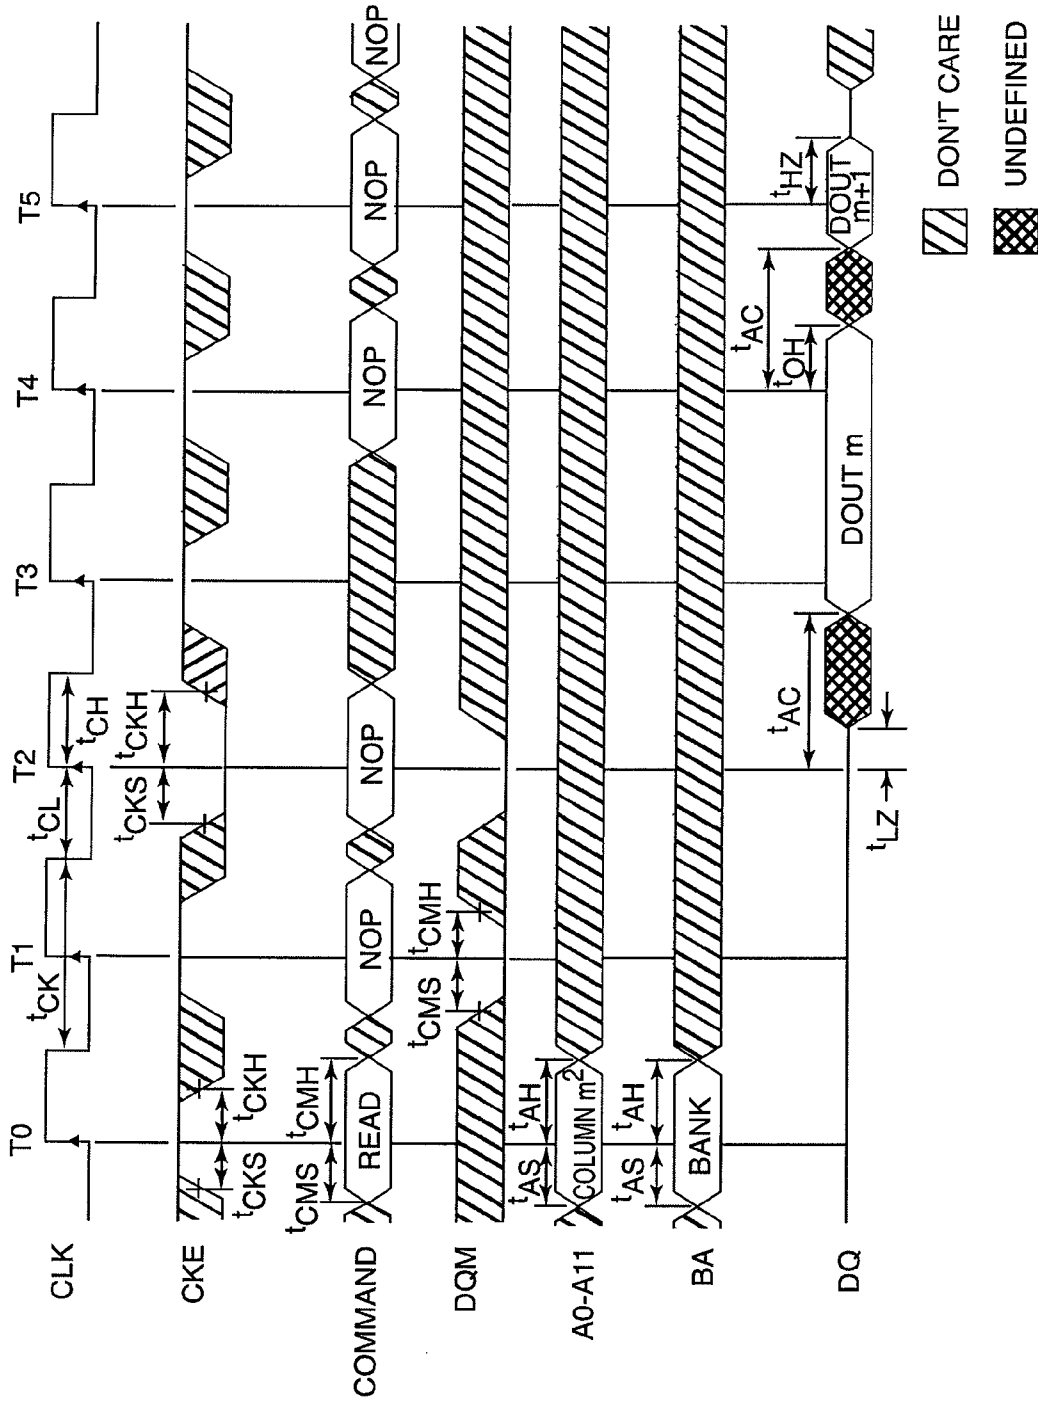 T0 T1 T2 T3 T4 T5
CLK
tCK tCL tCH
CKE
tCKS tCKH tCKS tCKH
COMMAND
READ NOP NOP NOP NOP NOP
tCMS tCMH
DQM
tCMS tCMH
A0-A11
tAS tAH
COLUMN m2
BA
tAS tAH
BANK
DQ
tLZ tAC tOH tAC tHZ
DOUT m
DOUT
m+1
DON'T CARE
UNDEFINED